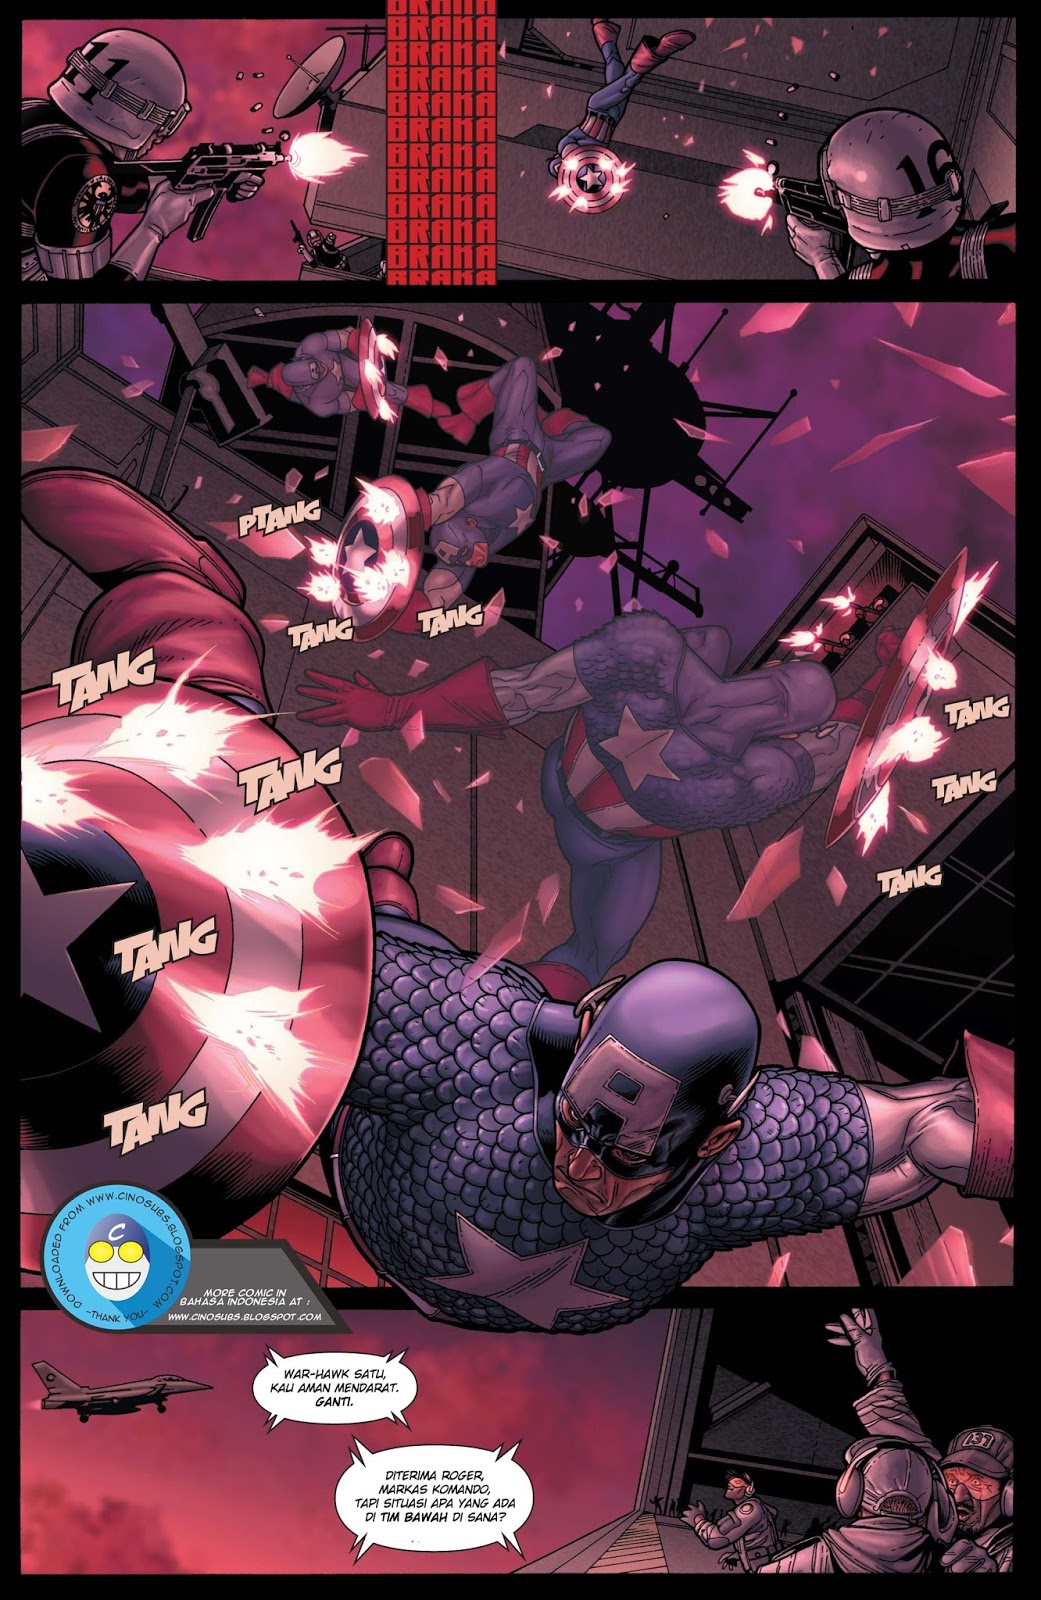 11
BRAKA
BRAKA
BRAKA
BRAKA
BRAKA
BRAKA
BRAKA
BRAKA
BRAKA
BRAKA
BRAKA
16
PTANG
TANG
TANG
TANG
TANG
TANG
TANG
TANG
TANG
TANG
A
DOWNLOADED FROM WWW.CINOSUBS.BLOGSPOT.COM
C
-THANK YOU-
MORE COMIC IN
BAHASA INDONESIA AT :
WWW.CINOSUBS.BLOGSPOT.COM
WAR-HAWK SATU,
KAU AMAN MENDARAT.
GANTI.
DITERIMA ROGER,
MARKAS KOMANDO,
TAPI SITUASI APA YANG ADA
DI TIM BAWAH DI SANA?
137